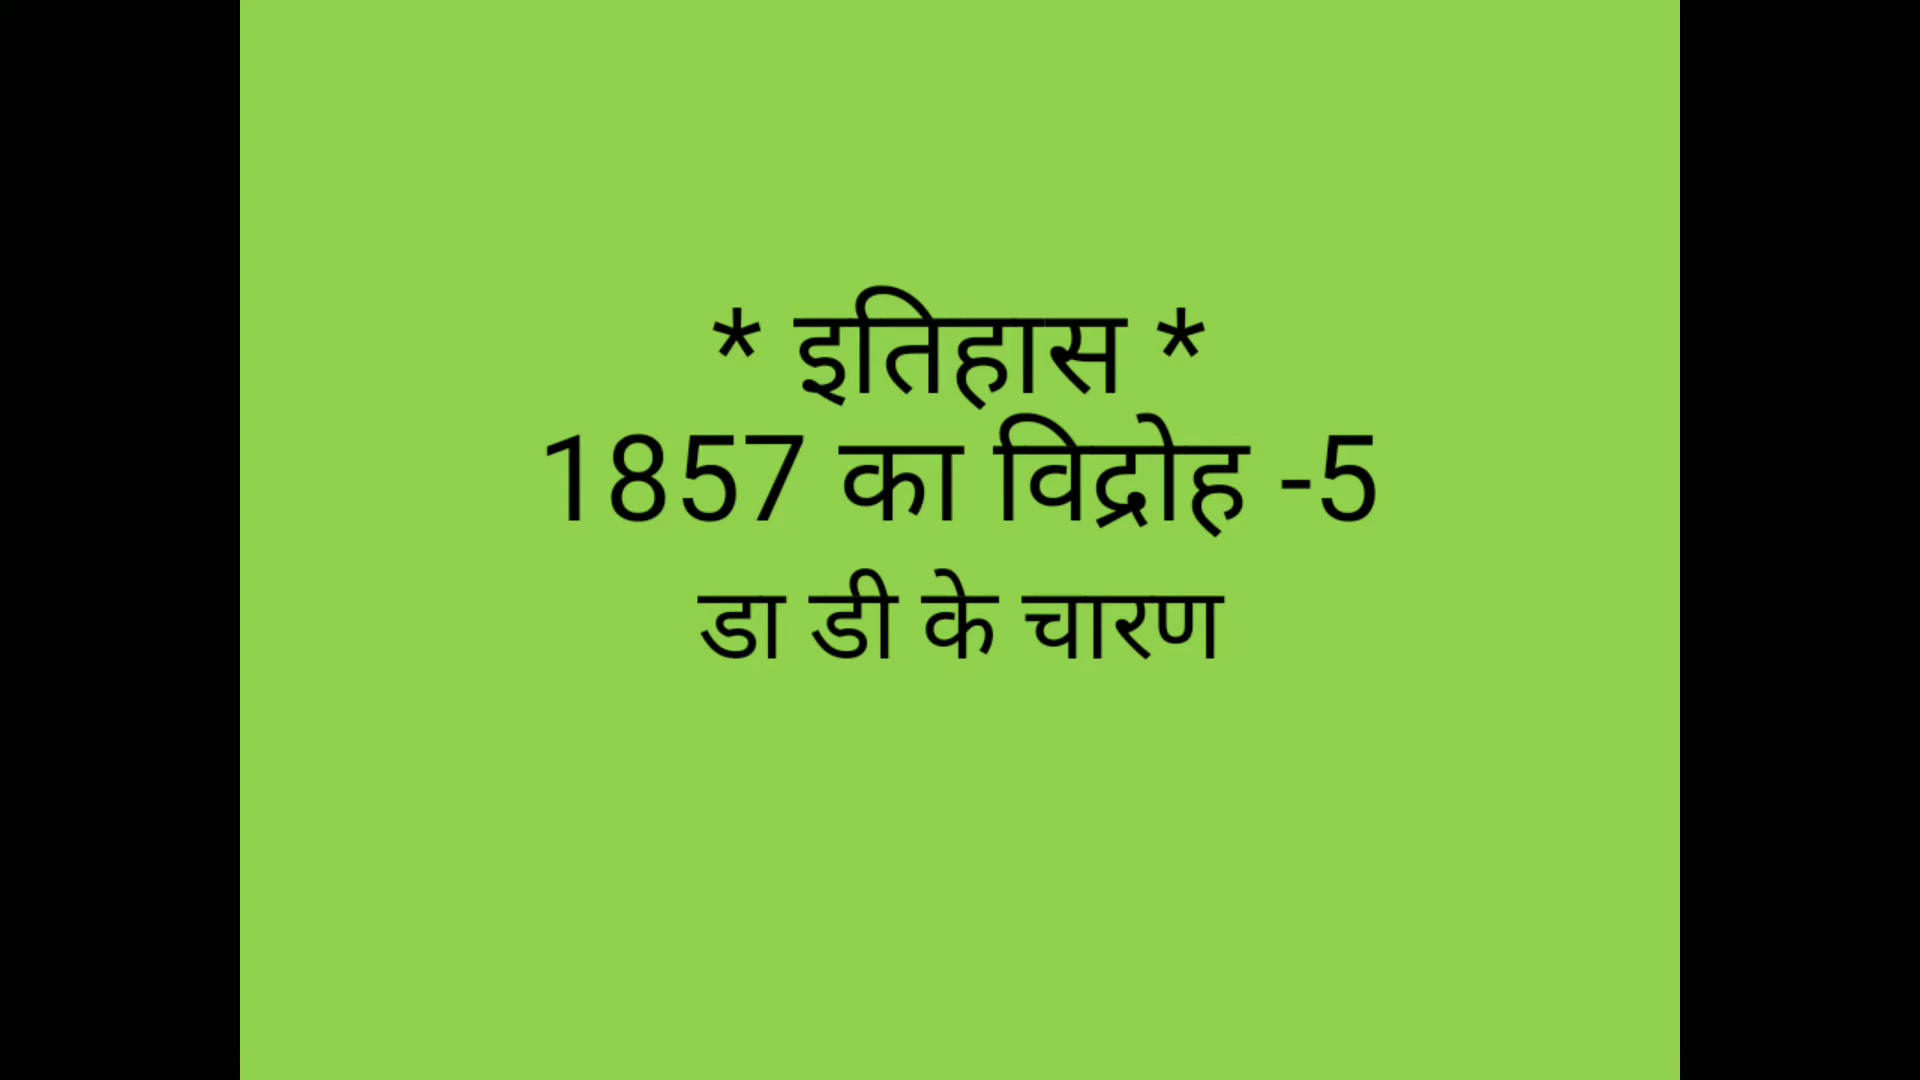 * इतिहास *
1857 का विद्रोह -5
डा डी के चारण